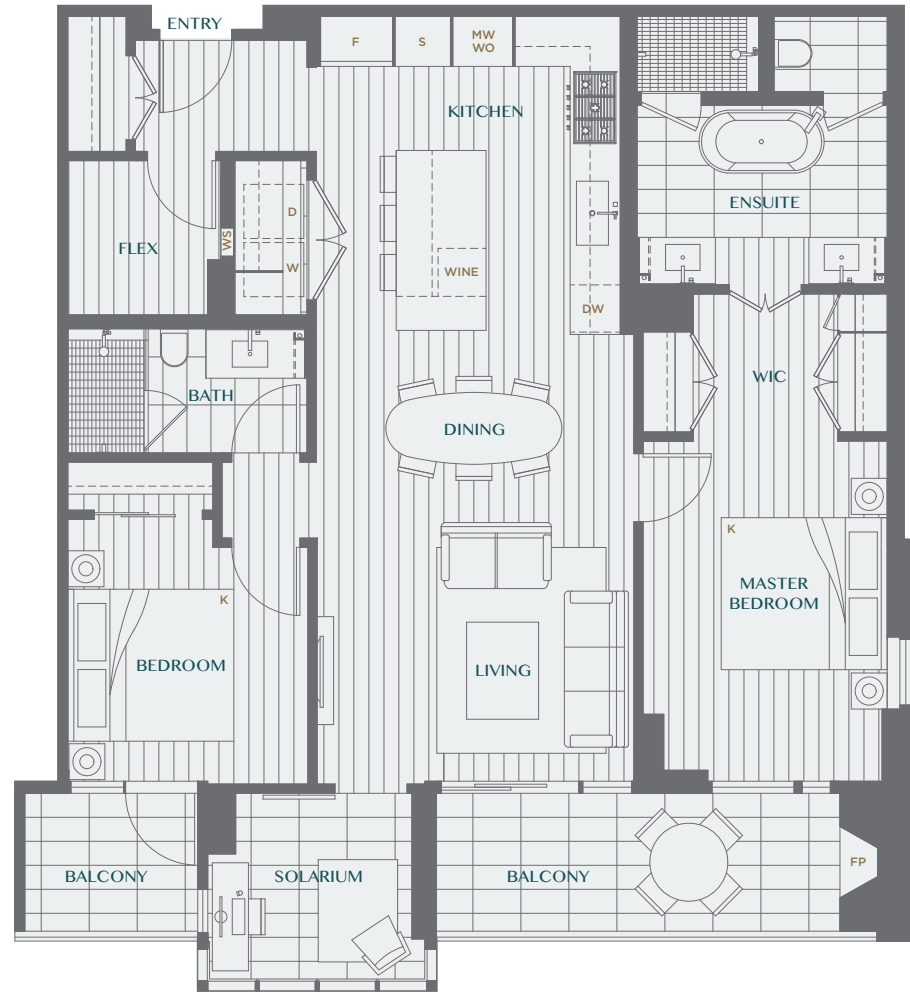 ENTRY
F
S
MW
WO
KITCHEN
ENSUITE
D
WS
FLEX
W
WINE
DW
BATH
WIC
DINING
K
MASTER
BEDROOM
K
BEDROOM
LIVING
BALCONY
SOLARIUM
BALCONY
FP